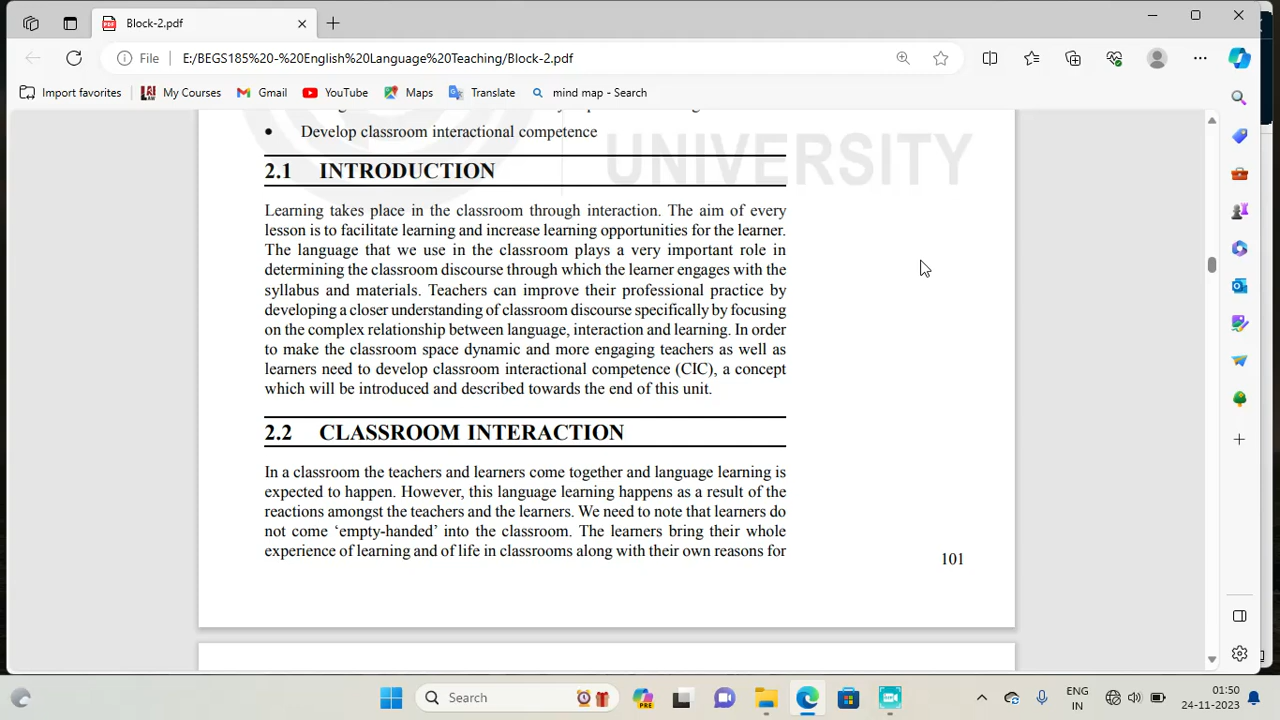 Block-2.pdf
File
E:/BEGS185%20-%20English%20Language%20Teaching/Block-2.pdf
Import favorites
My Courses
Gmail
YouTube
Maps
Translate
mind map - Search
• Develop classroom interactional competence
UNIVERSITY
2.1 INTRODUCTION
Learning takes place in the classroom through interaction. The aim of every
lesson is to facilitate learning and increase learning opportunities for the learner.
The language that we use in the classroom plays a very important role in
determining the classroom discourse through which the learner engages with the
syllabus and materials. Teachers can improve their professional practice by
developing a closer understanding of classroom discourse specifically by focusing
on the complex relationship between language, interaction and learning. In order
to make the classroom space dynamic and more engaging teachers as well as
learners need to develop classroom interactional competence (CIC), a concept
which will be introduced and described towards the end of this unit.
2.2 CLASSROOM INTERACTION
In a classroom the teachers and learners come together and language learning is
expected to happen. However, this language learning happens as a result of the
reactions amongst the teachers and the learners. We need to note that learners do
not come ‘empty-handed’ into the classroom. The learners bring their whole
experience of learning and of life in classrooms along with their own reasons for
101
Search
PRE
ENG
IN
01:50
24-11-2023